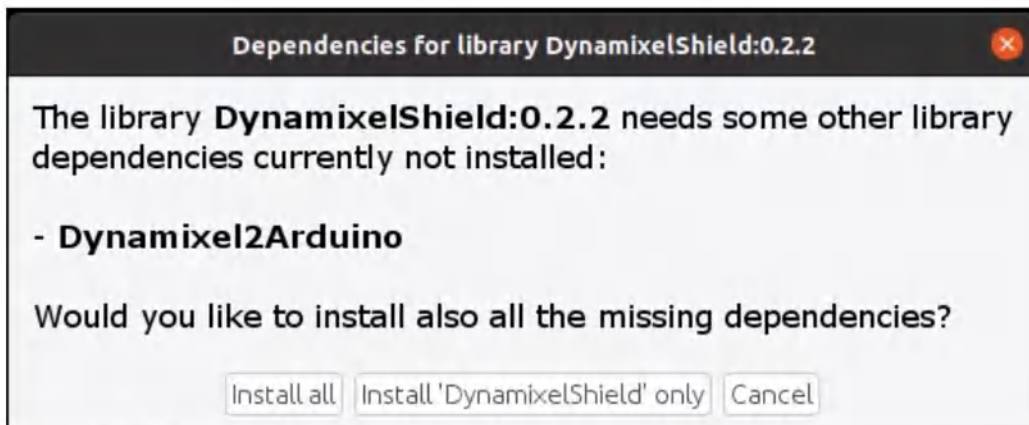 Dependencies for library DynamixelShield:0.2.2
The library DynamixelShield:0.2.2 needs some other library
dependencies currently not installed:
- Dynamixel2Arduino
Would you like to install also all the missing dependencies?
Install all Install 'DynamixelShield' only Cancel